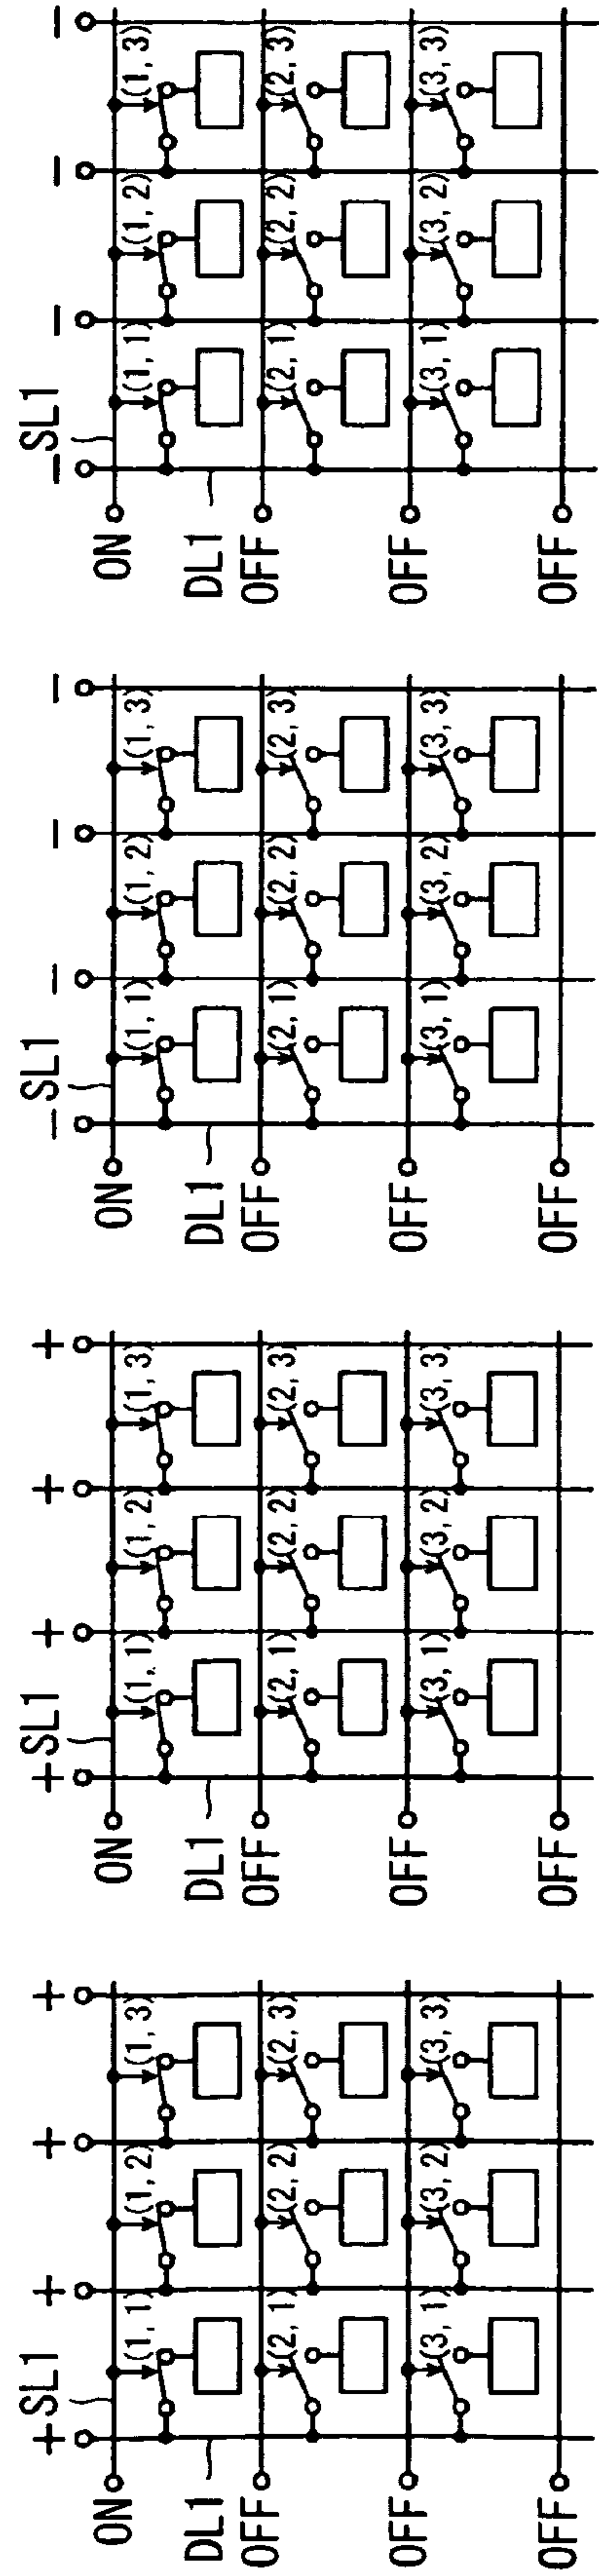 + SL1 + + +
ON (1, 1) (1, 2) (1, 3)
DL1
OFF (2, 1) (2, 2) (2, 3)
OFF (3, 1) (3, 2) (3, 3)
OFF
+ SL1 + + +
ON (1, 1) (1, 2) (1, 3)
DL1
OFF (2, 1) (2, 2) (2, 3)
OFF (3, 1) (3, 2) (3, 3)
OFF
− SL1 − − −
ON (1, 1) (1, 2) (1, 3)
DL1
OFF (2, 1) (2, 2) (2, 3)
OFF (3, 1) (3, 2) (3, 3)
OFF
− SL1 − − −
ON (1, 1) (1, 2) (1, 3)
DL1
OFF (2, 1) (2, 2) (2, 3)
OFF (3, 1) (3, 2) (3, 3)
OFF